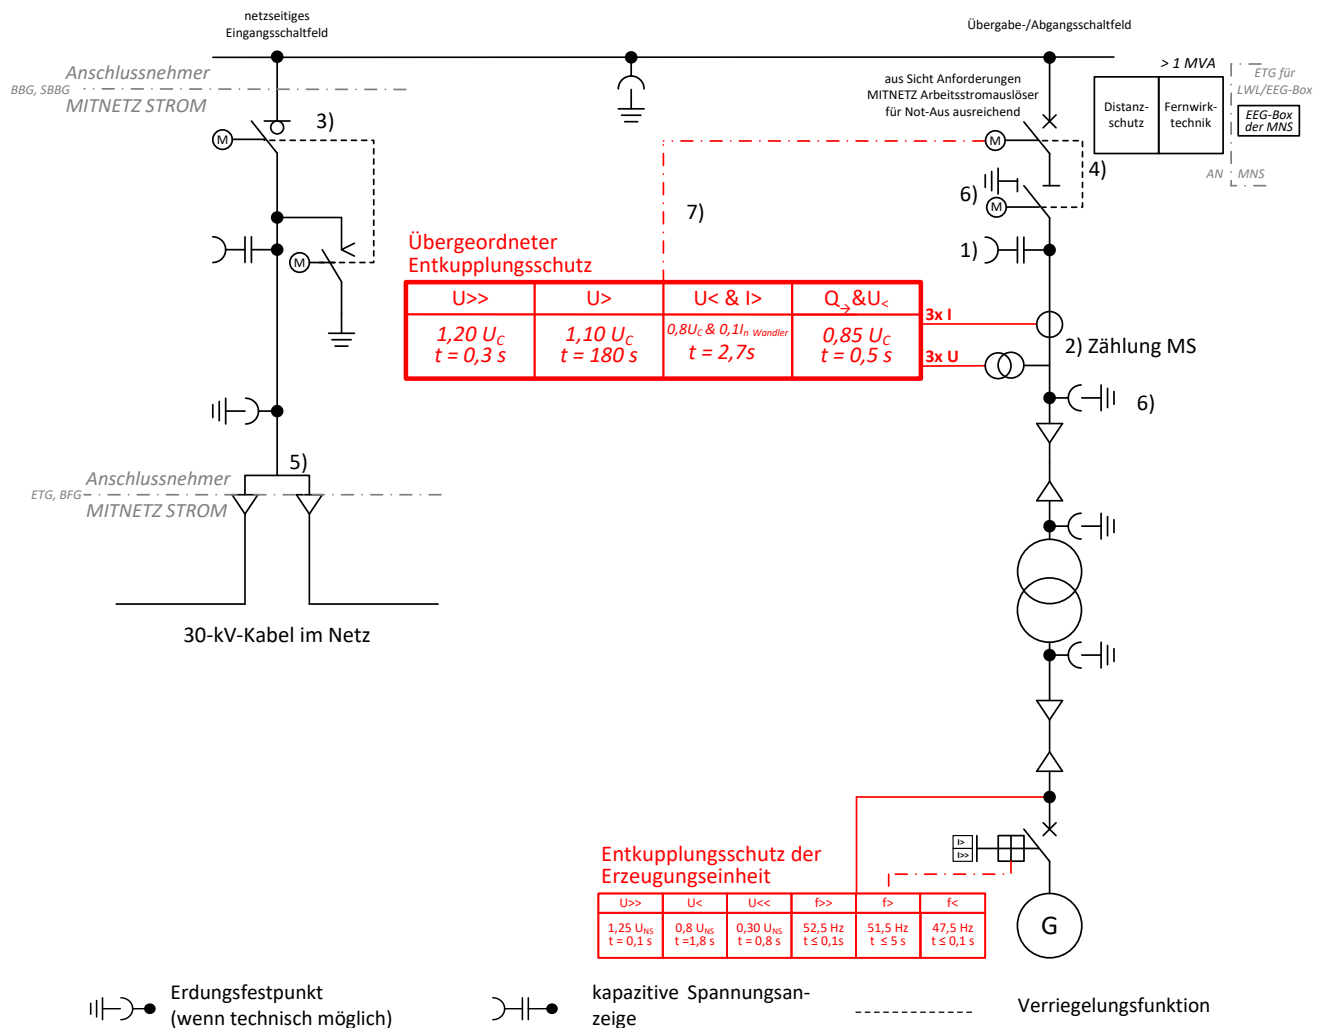 netzseitiges
Eingangsschaltfeld
Übergabe-/Abgangsschaltfeld
Anschlussnehmer
BBG, SBBG
MITNETZ STROM
aus Sicht Anforderungen
MITNETZ Arbeitsstromauslöser
für Not-Aus ausreichend
> 1 MVA
Distanz-
schutz
Fernwirk-
technik
ETG für
LWL/EEG-Box
EEG-Box
der MNS
AN
MNS
3)
M
M
4)
6)
M
M
7)
1)
Übergeordneter
Entkupplungsschutz
U>>
U>
U< & I>
Q→&U<
1,20 UC
t = 0,3 s
1,10 UC
t = 180 s
0,8UC & 0,1In Wandler
t = 2,7s
0,85 UC
t = 0,5 s
3x I
3x U
2) Zählung MS
6)
5)
Anschlussnehmer
ETG, BFG
MITNETZ STROM
30-kV-Kabel im Netz
I>
I>>
Entkupplungsschutz der
Erzeugungseinheit
U>>
U<
U<<
f>>
f>
f<
1,25 UNS
t = 0,1 s
0,8 UNS
t =1,8 s
0,30 UNS
t = 0,8 s
52,5 Hz
t ≤ 0,1s
51,5 Hz
t ≤ 5 s
47,5 Hz
t ≤ 0,1 s
G
Erdungsfestpunkt
(wenn technisch möglich)
kapazitive Spannungsan-
zeige
Verriegelungsfunktion